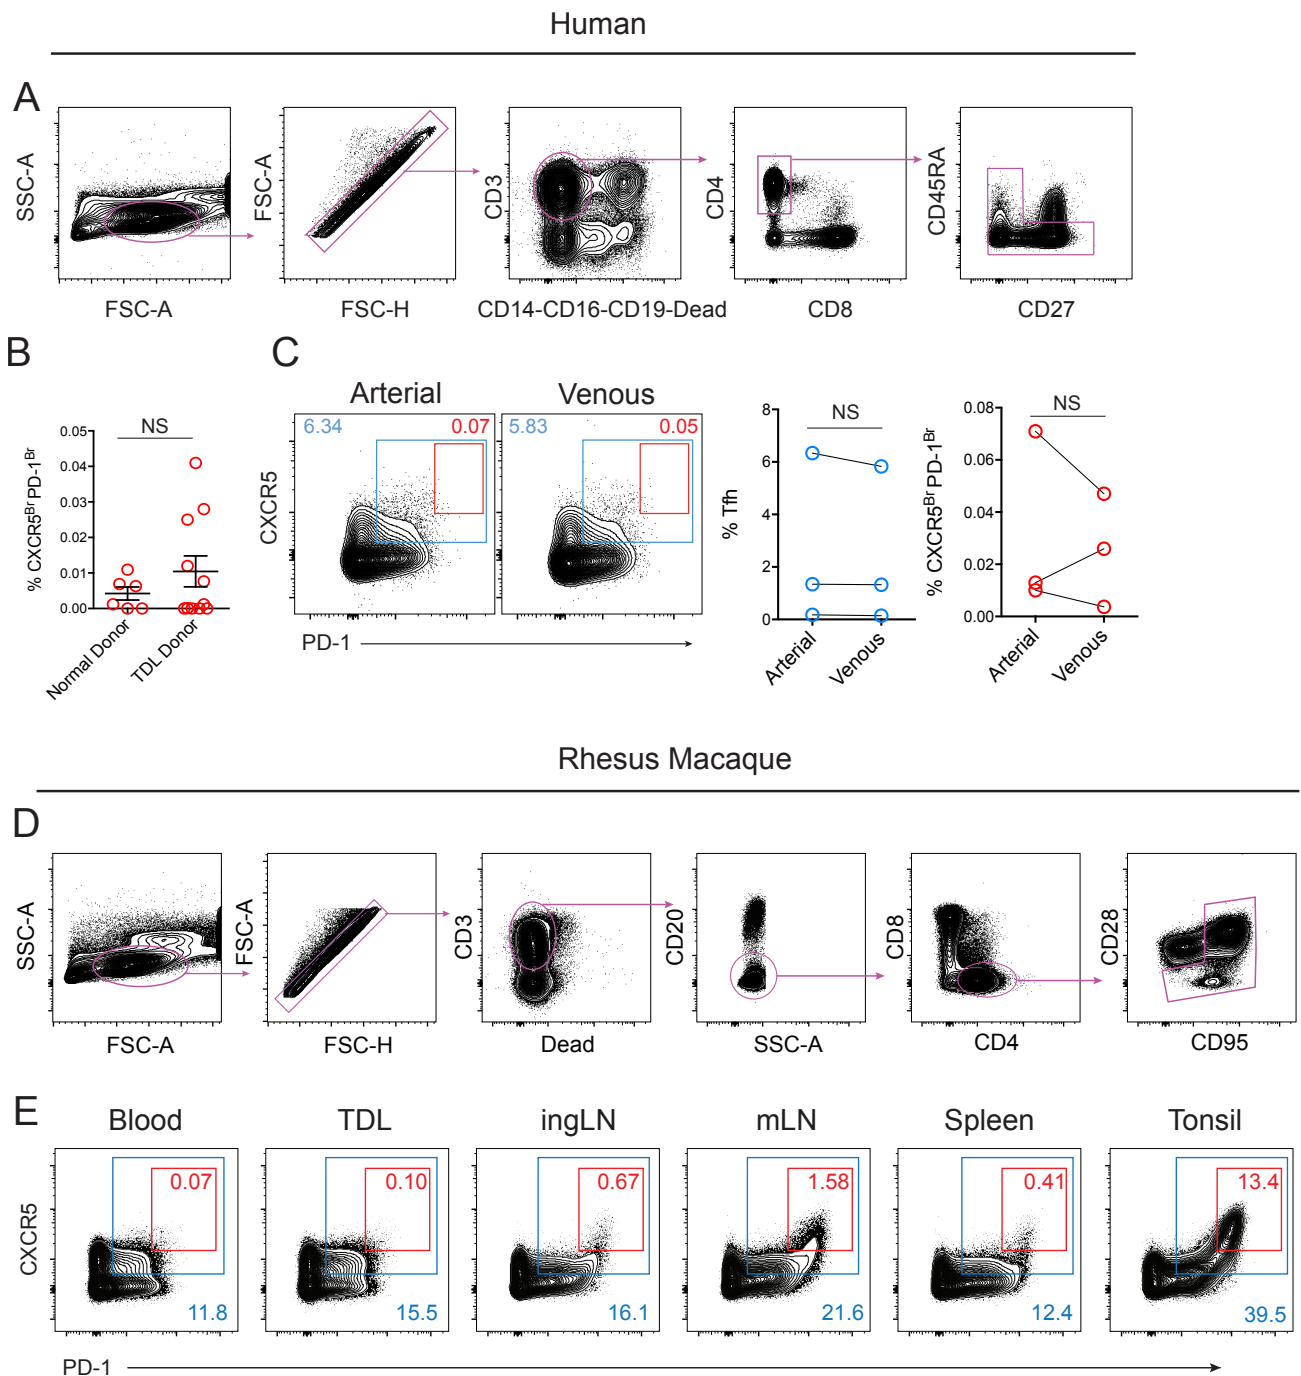 Human
A
SSC-A
FSC-A
FSC-A
FSC-H
CD3
CD14-CD16-CD19-Dead
CD4
CD8
CD45RA
CD27
B
% CXCR5BrPD-1Br
0.05
0.04
0.03
0.02
0.01
0.00
NS
Normal Donor
TDL Donor
C
Arterial
Venous
6.34
0.07
5.83
0.05
CXCR5
PD-1
% Tfh
8
6
4
2
0
NS
Arterial
Venous
% CXCR5BrPD-1Br
0.08
0.06
0.04
0.02
0.00
NS
Arterial
Venous
Rhesus Macaque
D
SSC-A
FSC-A
FSC-A
FSC-H
CD3
Dead
CD20
SSC-A
CD8
CD4
CD28
CD95
E
Blood
TDL
ingLN
mLN
Spleen
Tonsil
0.07
0.10
0.67
1.58
0.41
13.4
CXCR5
11.8
15.5
16.1
21.6
12.4
39.5
PD-1